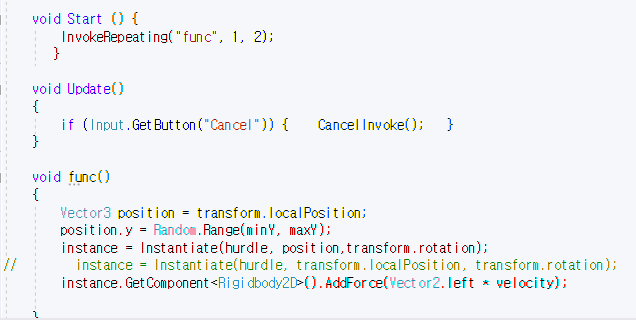 void Start () {
InvokeRepeating("func", 1, 2);
}
void Update()
{
if (Input.GetButton("Cancel")) { CancelInvoke(); }
}
void func()
{
Vector3 position = transform.localPosition;
position.y = Random.Range(minY, maxY);
instance = Instantiate(hurdle, position,transform.rotation);
// instance = Instantiate(hurdle, transform.localPosition, transform.rotation);
instance.GetComponent<Rigidbody2D>().AddForce(Vector2.left * velocity);
}